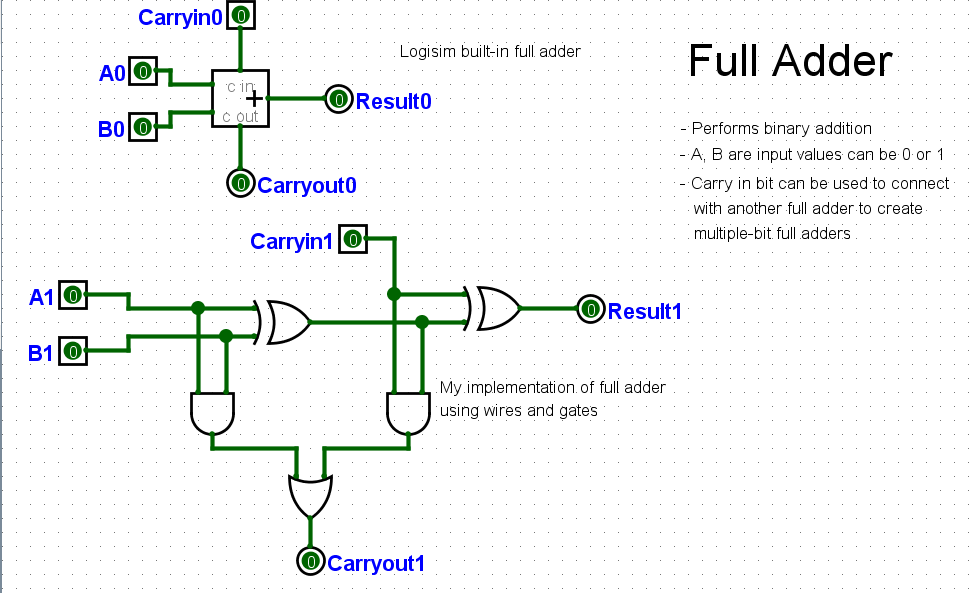 Carryin0
0
Logisim built-in full adder
Full Adder
A0
0
c in
0
Result0
B0
0
c out
- Performs binary addition
- A, B are input values can be 0 or 1
- Carry in bit can be used to connect
with another full adder to create
multiple-bit full adders
0
Carryout0
Carryin1
0
A1
0
0
Result1
B1
0
My implementation of full adder
using wires and gates
0
Carryout1